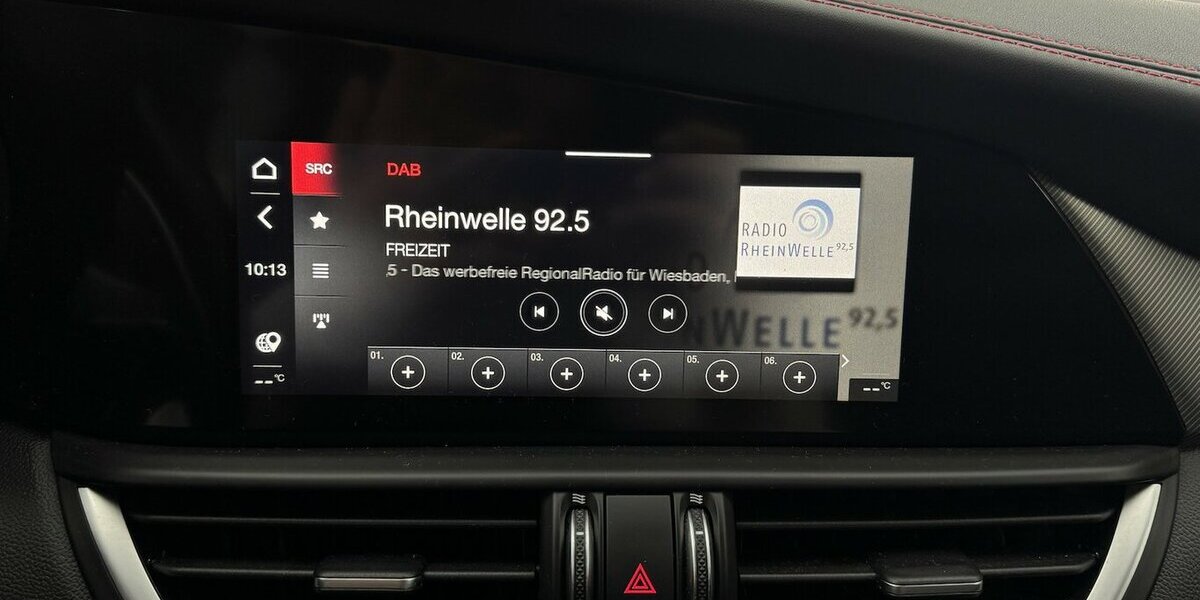 SRC
DAB
Rheinwelle 92.5
FREIZEIT
.5 - Das werbefreie RegionalRadio für Wiesbaden,
RADIO
RHEINWELLE 92,5
WELLE 92,5
10:13
01.
02.
03.
04.
05.
06.
--°C
--°C